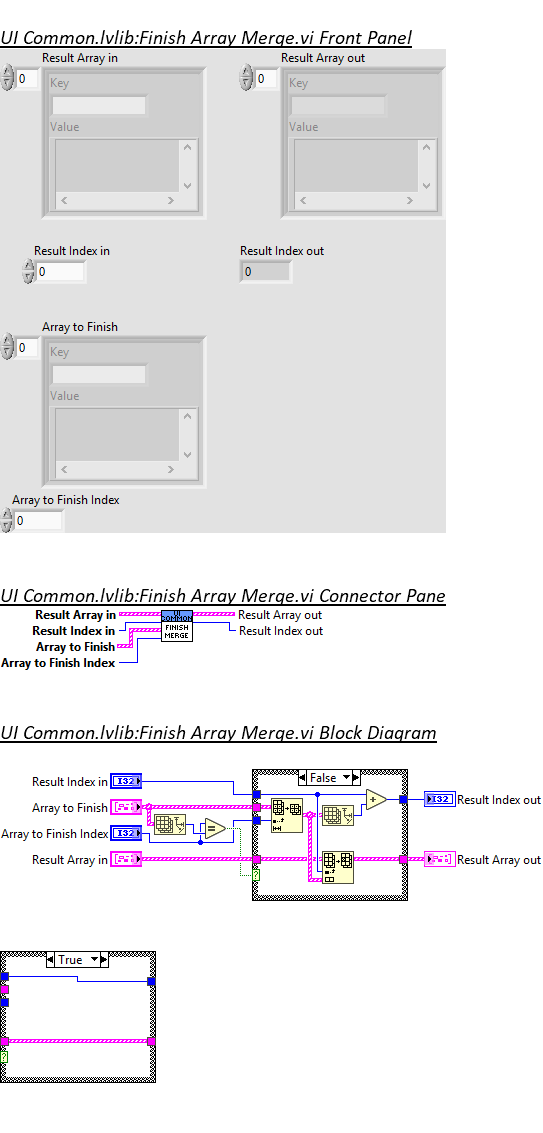 UI Common.lvlib:Finish Array Merge.vi Front Panel
Result Array in
Result Array out
0
Key
Value
0
Key
Value
Result Index in
Result Index out
0
0
Array to Finish
0
Key
Value
Array to Finish Index
0
UI Common.lvlib:Finish Array Merge.vi Connector Pane
Result Array in
Result Index in
Array to Finish
Array to Finish Index
UI
COMMON
FINISH
MERGE
Result Array out
Result Index out
UI Common.lvlib:Finish Array Merge.vi Block Diagram
False
Result Index in
I32
Array to Finish
Array to Finish Index
I32
Result Array in
=
+
?
I32
Result Index out
Result Array out
True
?